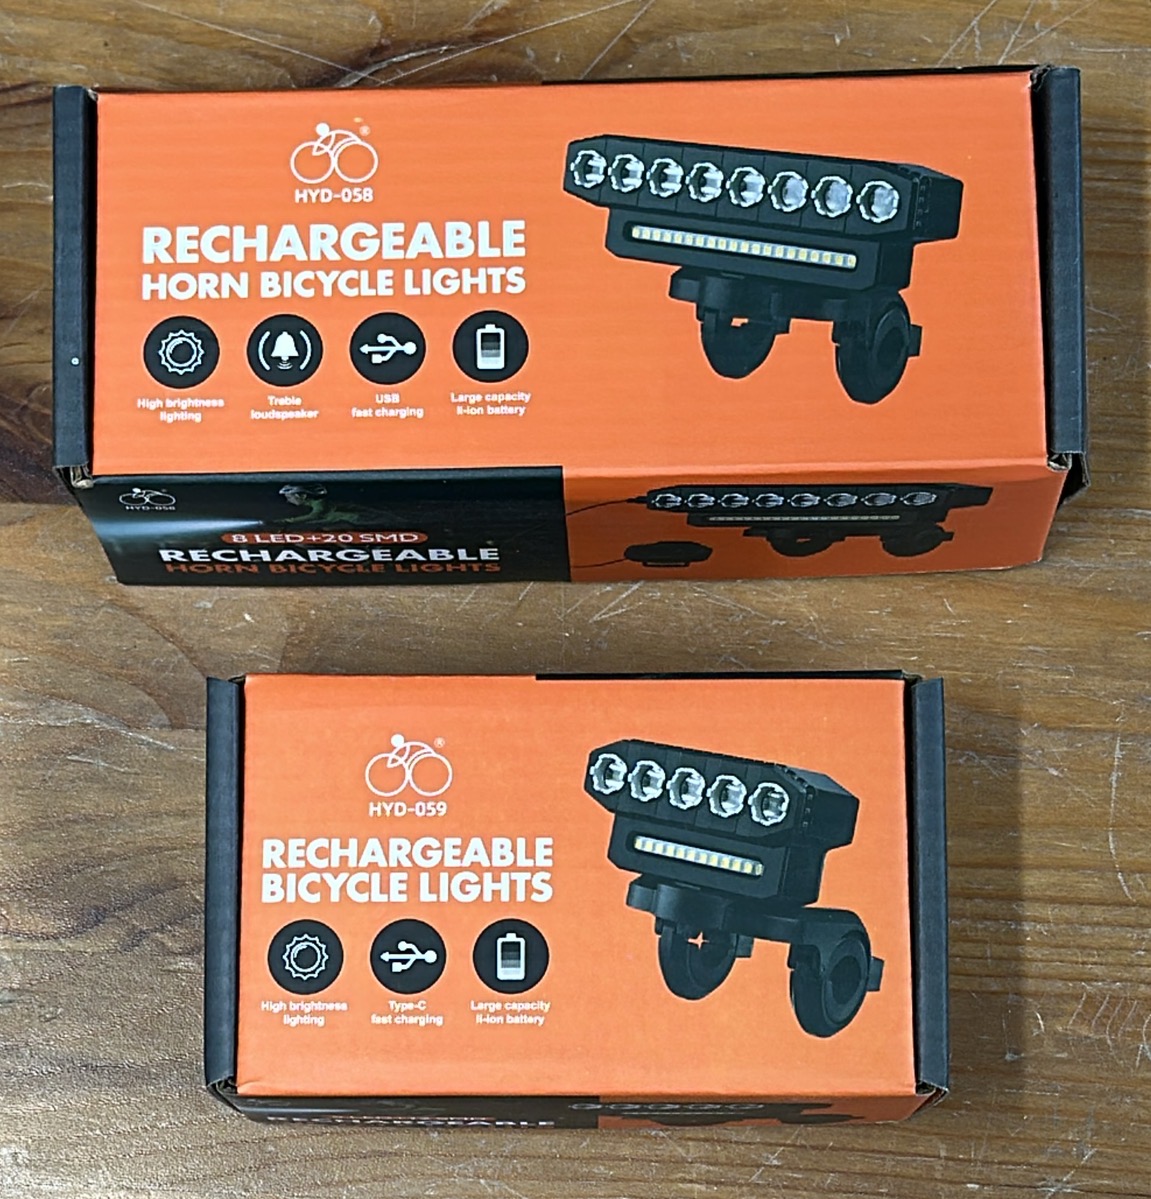 ®
HYD-058
RECHARGEABLE
HORN BICYCLE LIGHTS
High brightness
lighting
Treble
loudspeaker
USB
fast charging
Large capacity
li-ion battery
HYD-058
8 LED+20 SMD
RECHARGEABLE
HORN BICYCLE LIGHTS
®
HYD-059
RECHARGEABLE
BICYCLE LIGHTS
High brightness
lighting
Type-C
fast charging
Large capacity
li-ion battery
RECHARGEABLE